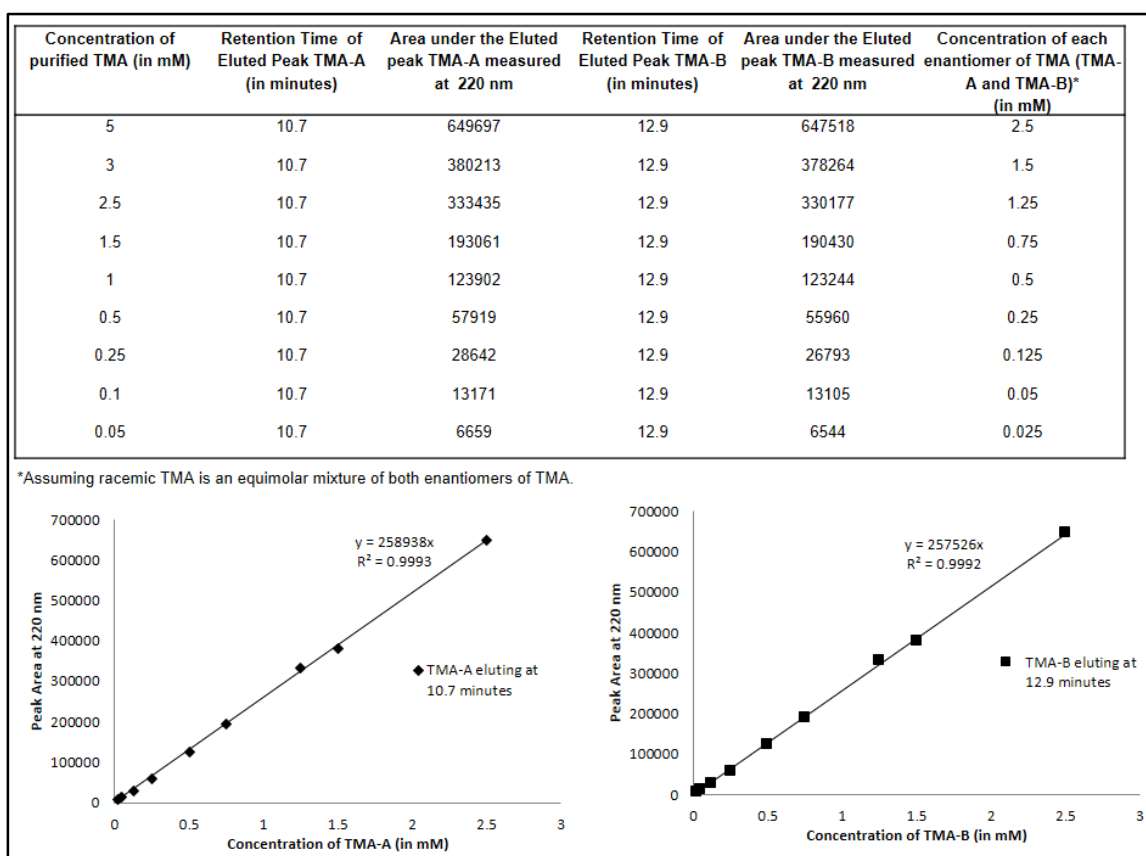 Concentration of purified TMA (in mM) Retention Time of Eluted Peak TMA-A (in minutes) Area under the Eluted peak TMA-A measured at 220 nm Retention Time of Eluted Peak TMA-B (in minutes) Area under the Eluted peak TMA-B measured at 220 nm Concentration of each enantiomer of TMA (TMA-A and TMA-B)* (in mM)
5 10.7 649697 12.9 647518 2.5
3 10.7 380213 12.9 378264 1.5
2.5 10.7 333435 12.9 330177 1.25
1.5 10.7 193061 12.9 190430 0.75
1 10.7 123902 12.9 123244 0.5
0.5 10.7 57919 12.9 55960 0.25
0.25 10.7 28642 12.9 26793 0.125
0.1 10.7 13171 12.9 13105 0.05
0.05 10.7 6659 12.9 6544 0.025
*Assuming racemic TMA is an equimolar mixture of both enantiomers of TMA.
Peak Area at 220 nm
700000
600000
500000
400000
300000
200000
100000
0
y = 258938x
R² = 0.9993
TMA-A eluting at
10.7 minutes
0 0.5 1 1.5 2 2.5 3
Concentration of TMA-A (in mM)
Peak Area at 220 nm
700000
600000
500000
400000
300000
200000
100000
0
y = 257526x
R² = 0.9992
TMA-B eluting at
12.9 minutes
0 0.5 1 1.5 2 2.5 3
Concentration of TMA-B (in mM)